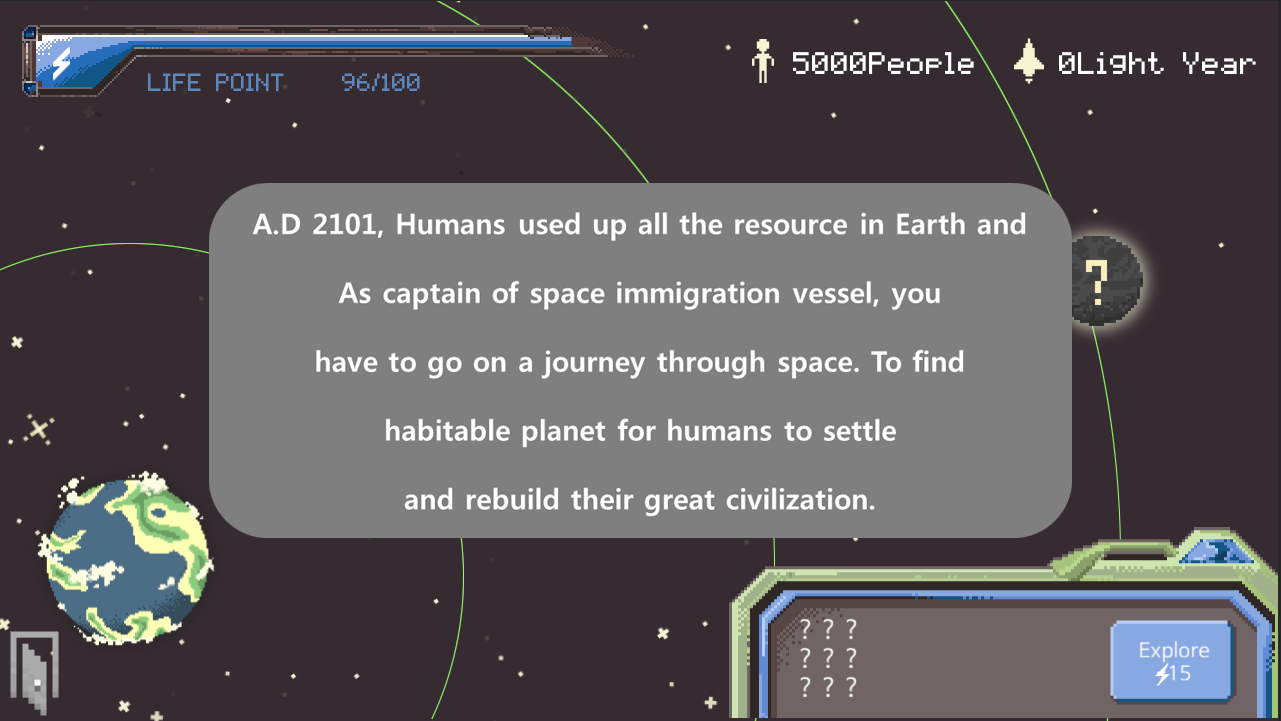 5000People
0Light Year
LIFE POINT 96/100
A.D 2101, Humans used up all the resource in Earth and
As captain of space immigration vessel, you
have to go on a journey through space. To find
habitable planet for humans to settle
and rebuild their great civilization.
?
? ? ?
? ? ?
? ? ?
Explore
15